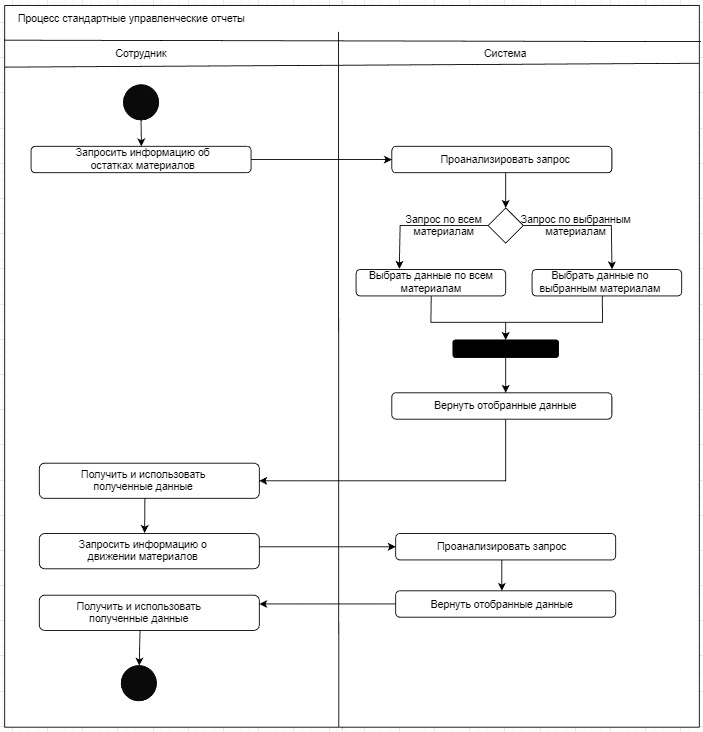 Процесс стандартные управленческие отчеты
Сотрудник
Система
Запросить информацию об
остатках материалов
Проанализировать запрос
Запрос по всем
материалам
Запрос по выбранным
материалам
Выбрать данные по всем
материалам
Выбрать данные по
выбранным материалам
Вернуть отобранные данные
Получить и использовать
полученные данные
Запросить информацию о
движении материалов
Проанализировать запрос
Вернуть отобранные данные
Получить и использовать
полученные данные